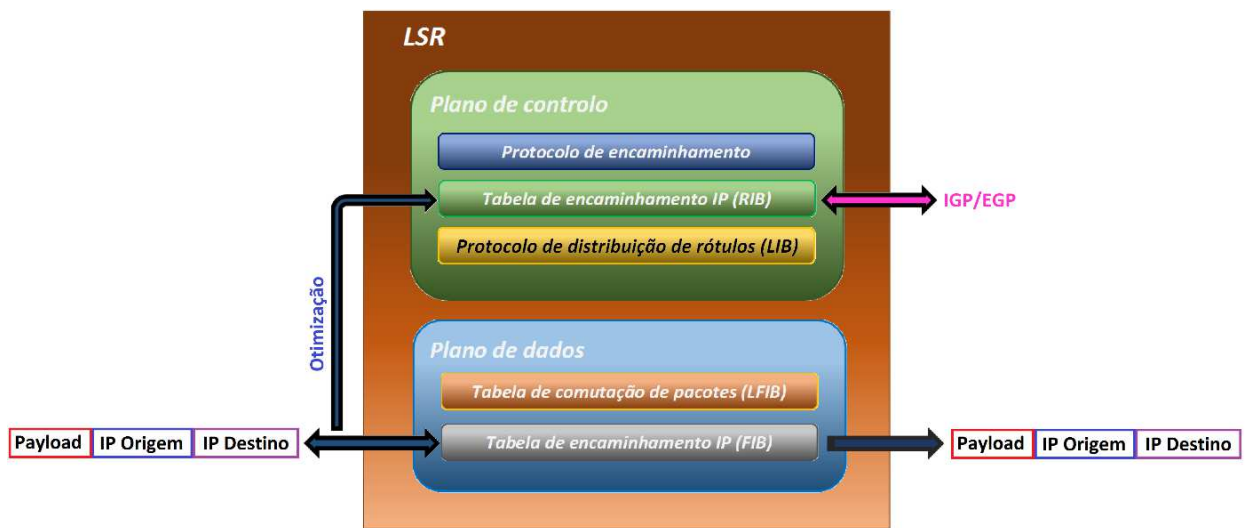 LSR
Plano de controlo
Protocolo de encaminhamento
Tabela de encaminhamento IP (RIB)
IGP/EGP
Protocolo de distribuição de rótulos (LIB)
Otimização
Plano de dados
Tabela de comutação de pacotes (LFIB)
Payload IP Origem IP Destino
Tabela de encaminhamento IP (FIB)
Payload IP Origem IP Destino